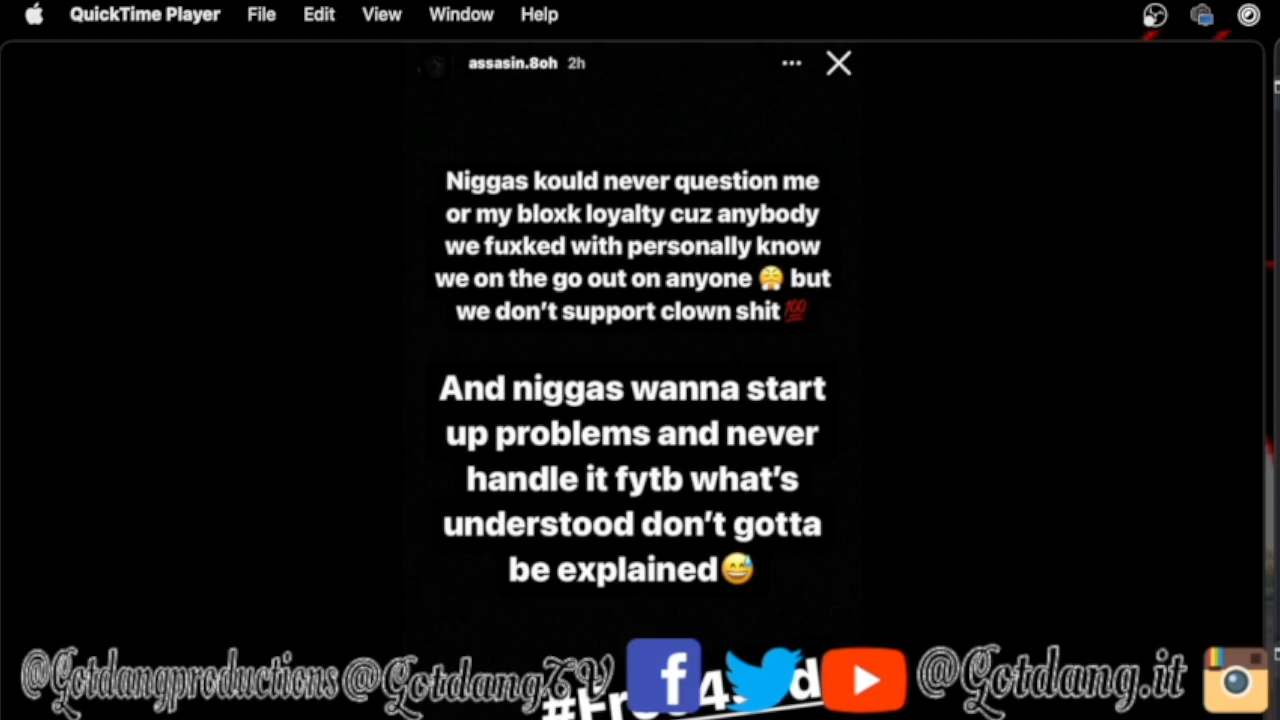 QuickTime Player File Edit View Window Help
assasin.8oh 2h
Niggas kould never question me
or my bloxk loyalty cuz anybody
we fuxked with personally know
we on the go out on anyone 😤 but
we don’t support clown shit💯
And niggas wanna start
up problems and never
handle it fytb what’s
understood don’t gotta
be explained😅
@Gotdangproductions @GotdangTV @Gotdang.it